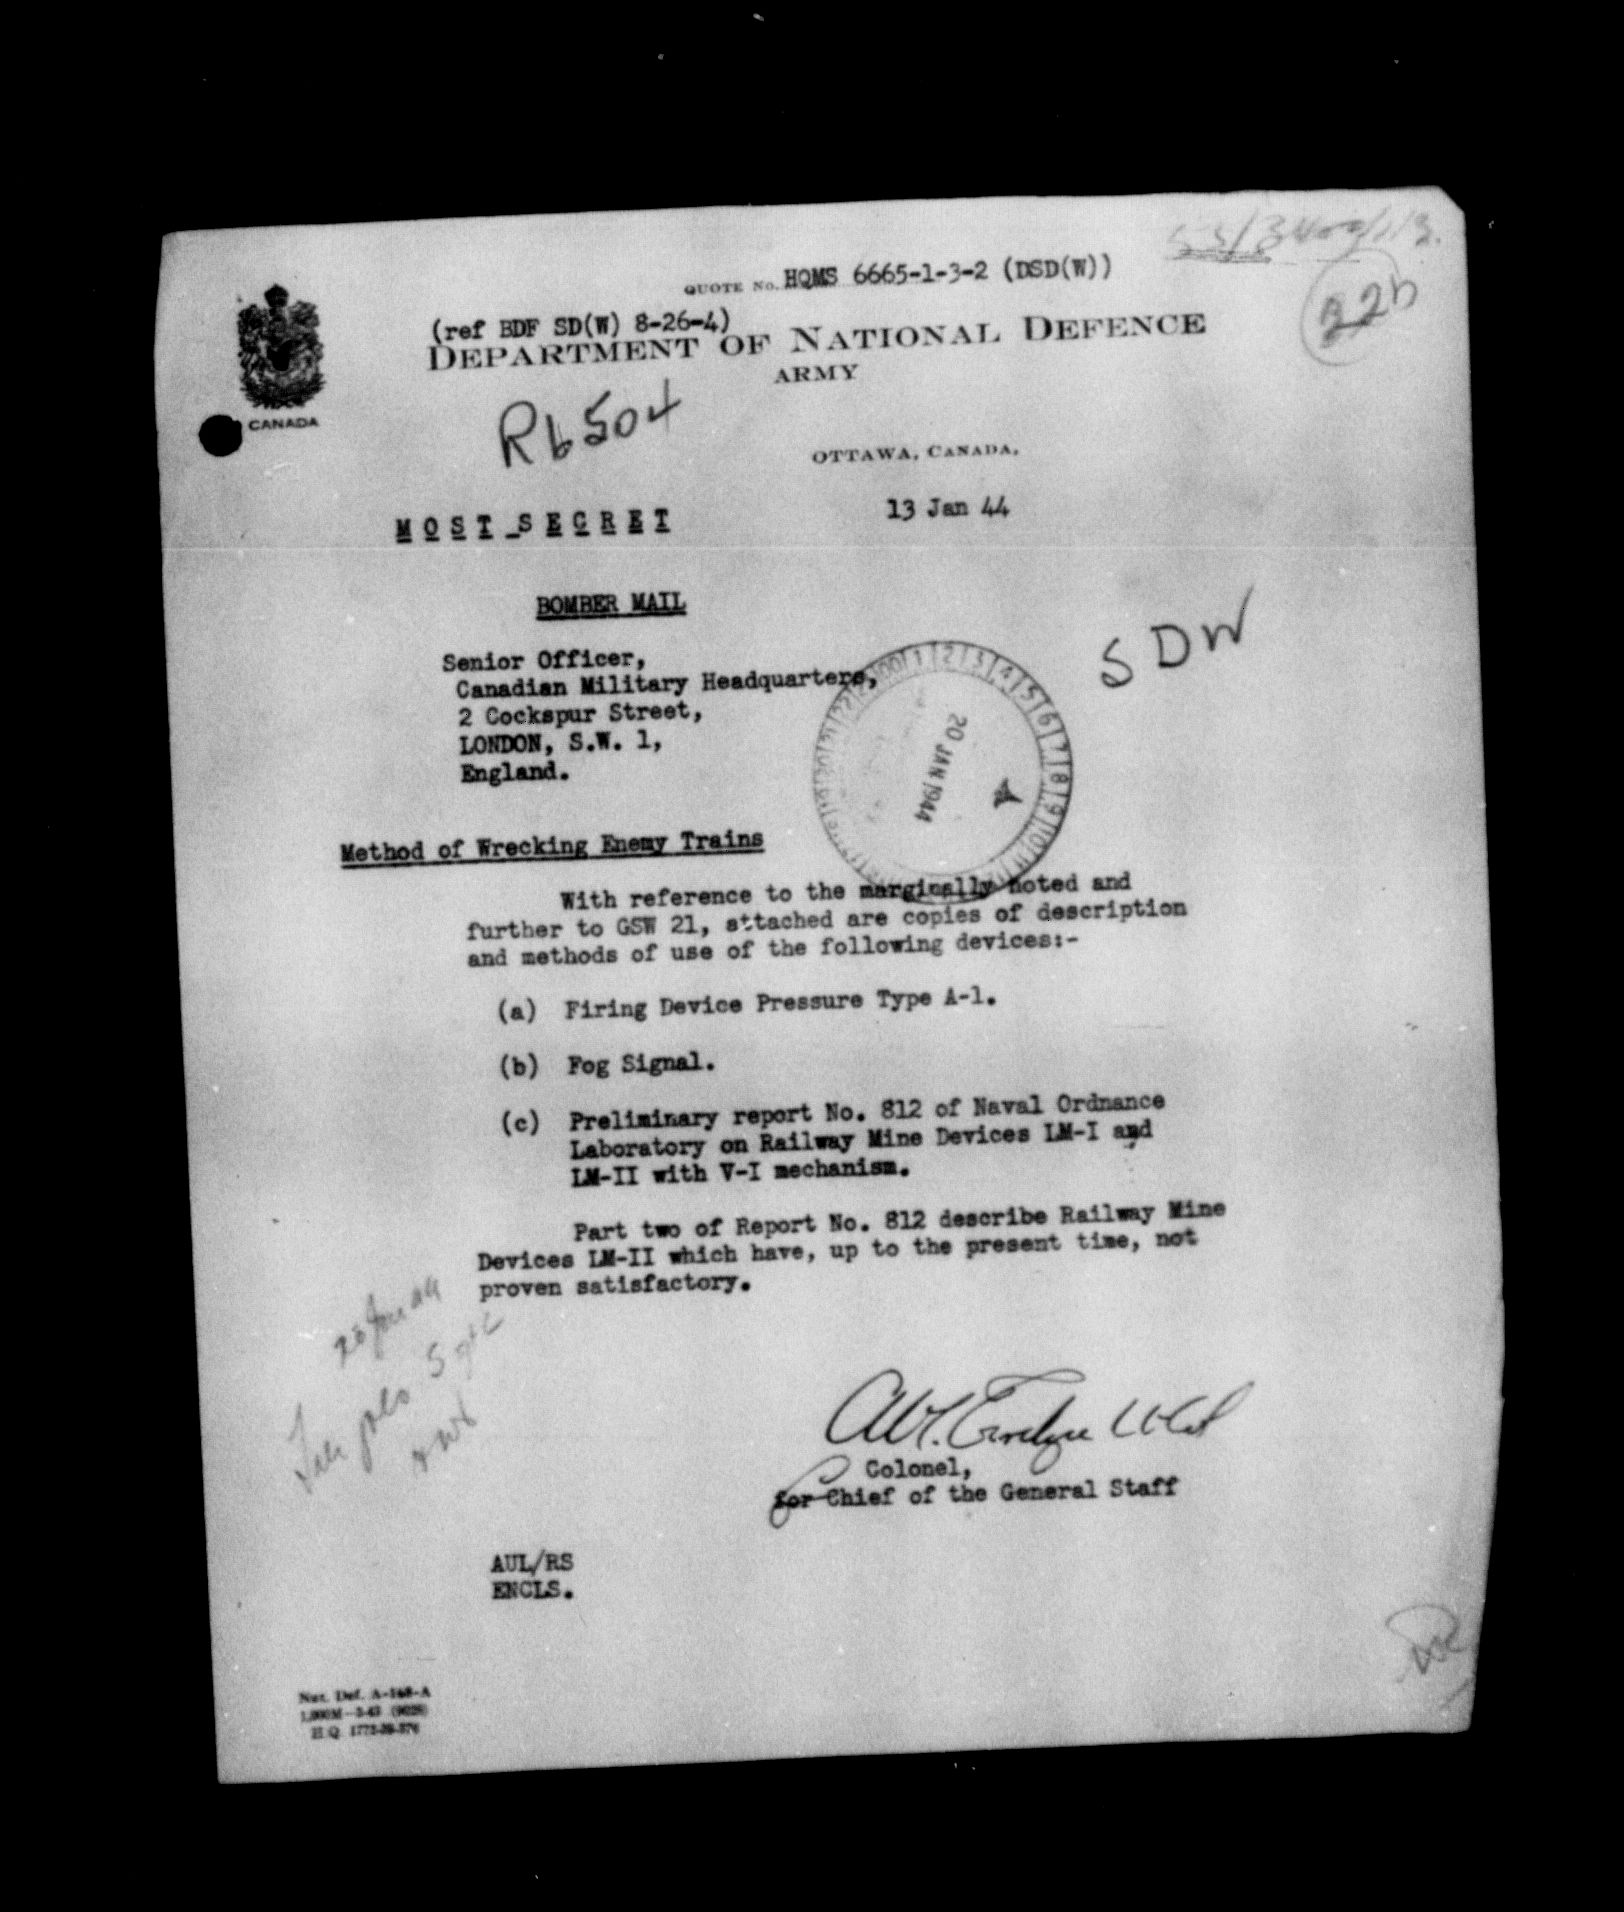 QUOTE No. HQMS 6665-1-3-2 (DSD(W))
22b
(ref BDF SD(W) 8-26-4)
DEPARTMENT OF NATIONAL DEFENCE
ARMY
CANADA
R6504
OTTAWA, CANADA,
13 Jan 44
MOST SECRET
BOMBER MAIL
SDW
Senior Officer,
Canadian Military Headquarters,
2 Cockspur Street,
LONDON, S.W. 1,
England.
20 JAN 1944
Method of Wrecking Enemy Trains
With reference to the marginally noted and
further to GSW 21, attached are copies of description
and methods of use of the following devices:-
(a) Firing Device Pressure Type A-1.
(b) Fog Signal.
(c) Preliminary report No. 812 of Naval Ordnance
Laboratory on Railway Mine Devices LM-I and
LM-II with V-I mechanism.
Part two of Report No. 812 describe Railway Mine
Devices LM-II which have, up to the present time, not
proven satisfactory.
Colonel,
for Chief of the General Staff
AUL/RS
ENCLS.
Nat. Def. A-148-A
H.Q. 1772-39-376